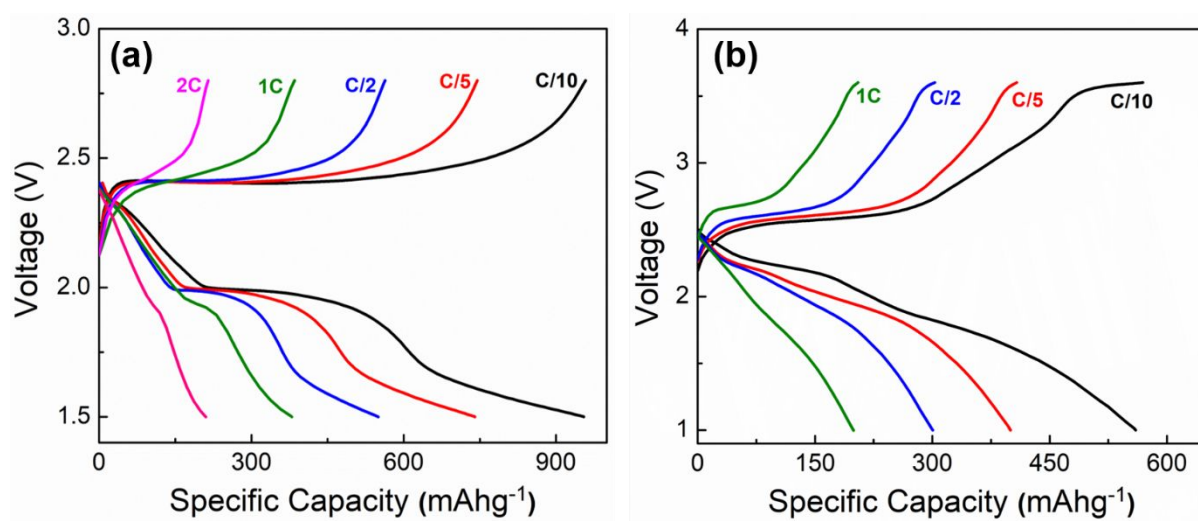 (a)
3.0
2.5
2.0
1.5
Voltage (V)
2C
1C
C/2
C/5
C/10
0
300
600
900
Specific Capacity (mAhg⁻¹)
(b)
4
3
2
1
Voltage (V)
1C
C/2
C/5
C/10
0
150
300
450
600
Specific Capacity (mAhg⁻¹)